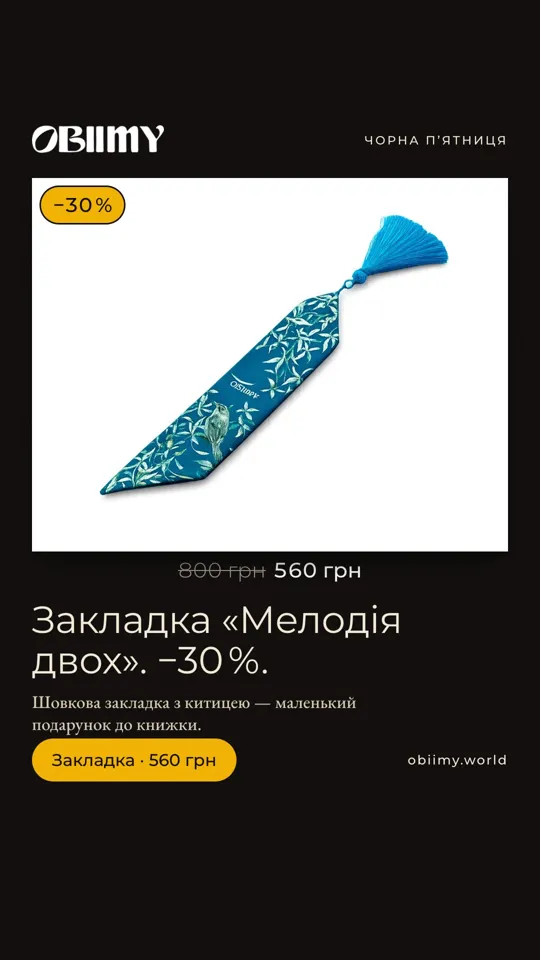 OBIIMY
ЧОРНА П’ЯТНИЦЯ
−30 %
OBIIMY
800 грн 560 грн
Закладка «Мелодія
двох». −30 %.
Шовкова закладка з китицею — маленький
подарунок до книжки.
Закладка · 560 грн
obiimy.world